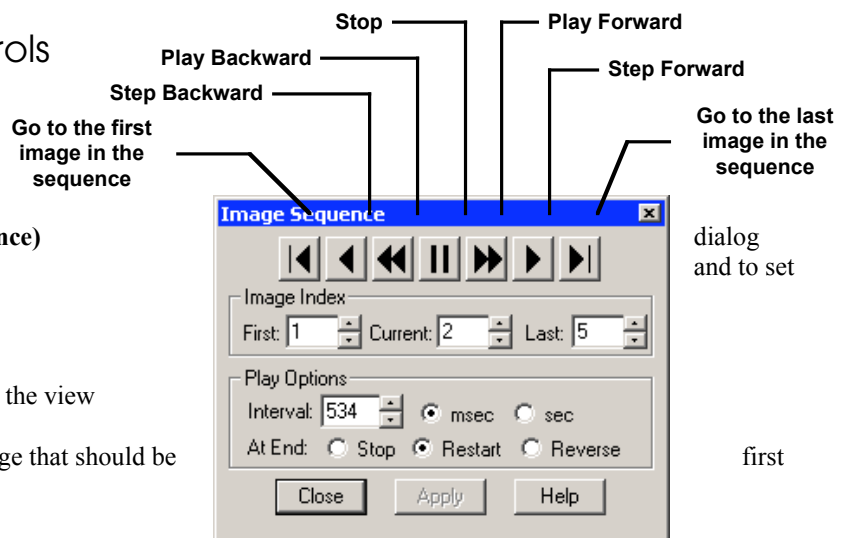 Stop
Play Forward
rols
Play Backward
Step Forward
Step Backward
Go to the first
image in the
sequence
Go to the last
image in the
sequence
Image Sequence
nce)
dialog
and to set
Image Index
First: 1 Current: 2 Last: 5
Play Options
the view
Interval: 534 msec sec
At End: Stop Restart Reverse
ge that should be
first
Close Apply Help